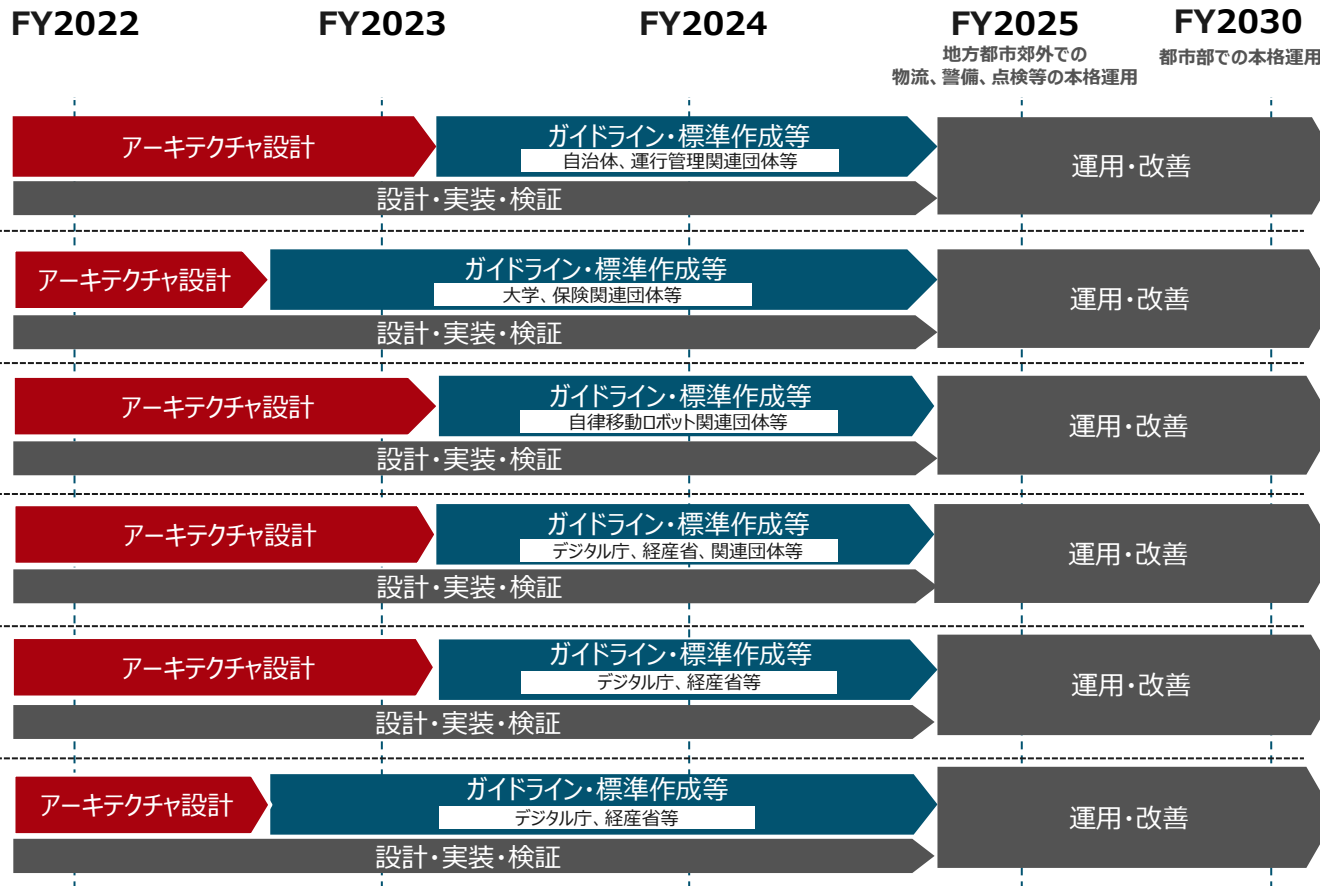 FY2022 FY2023 FY2024 FY2025 FY2030
地方都市郊外での
物流、警備、点検等の本格運用
都市部での本格運用
アーキテクチャ設計
ガイドライン・標準作成等
自治体、運行管理関連団体等
設計・実装・検証
運用・改善
アーキテクチャ設計
ガイドライン・標準作成等
大学、保険関連団体等
設計・実装・検証
運用・改善
アーキテクチャ設計
ガイドライン・標準作成等
自律移動ロボット関連団体等
設計・実装・検証
運用・改善
アーキテクチャ設計
ガイドライン・標準作成等
デジタル庁、経産省、関連団体等
設計・実装・検証
運用・改善
アーキテクチャ設計
ガイドライン・標準作成等
デジタル庁、経産省等
設計・実装・検証
運用・改善
アーキテクチャ設計
ガイドライン・標準作成等
デジタル庁、経産省等
設計・実装・検証
運用・改善